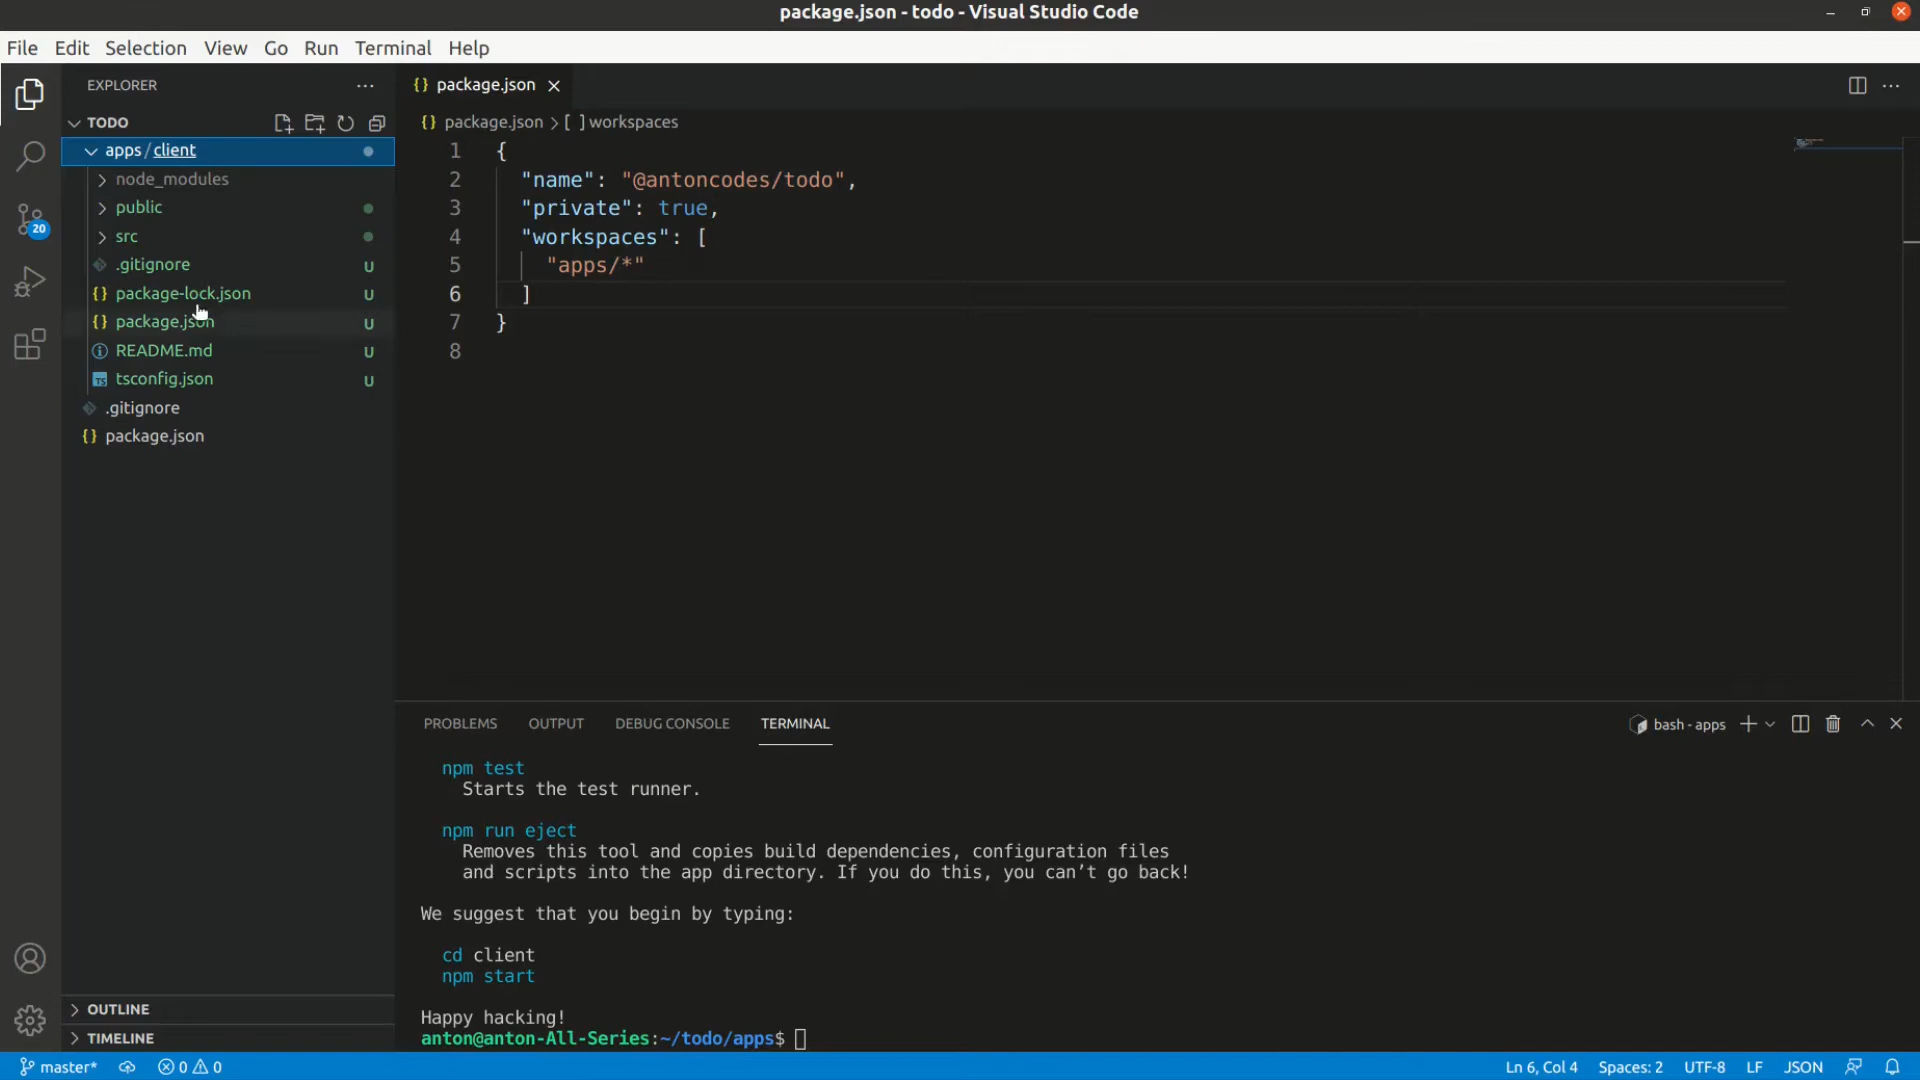 package.json - todo - Visual Studio Code
File Edit Selection View Go Run Terminal Help
EXPLORER
TODO
apps/client
node_modules
public
src
.gitignore U
package-lock.json U
package.json U
README.md U
tsconfig.json U
.gitignore
package.json
OUTLINE
TIMELINE
20
{} package.json
{} package.json > [ ] workspaces
1 {
2 "name": "@antoncodes/todo",
3 "private": true,
4 "workspaces": [
5 "apps/*"
6 ]
7 }
8
PROBLEMS OUTPUT DEBUG CONSOLE TERMINAL
bash - apps
npm test
Starts the test runner.
npm run eject
Removes this tool and copies build dependencies, configuration files
and scripts into the app directory. If you do this, you can’t go back!
We suggest that you begin by typing:
cd client
npm start
Happy hacking!
anton@anton-All-Series:~/todo/apps$
master* 0 0 Ln 6, Col 4 Spaces: 2 UTF-8 LF JSON